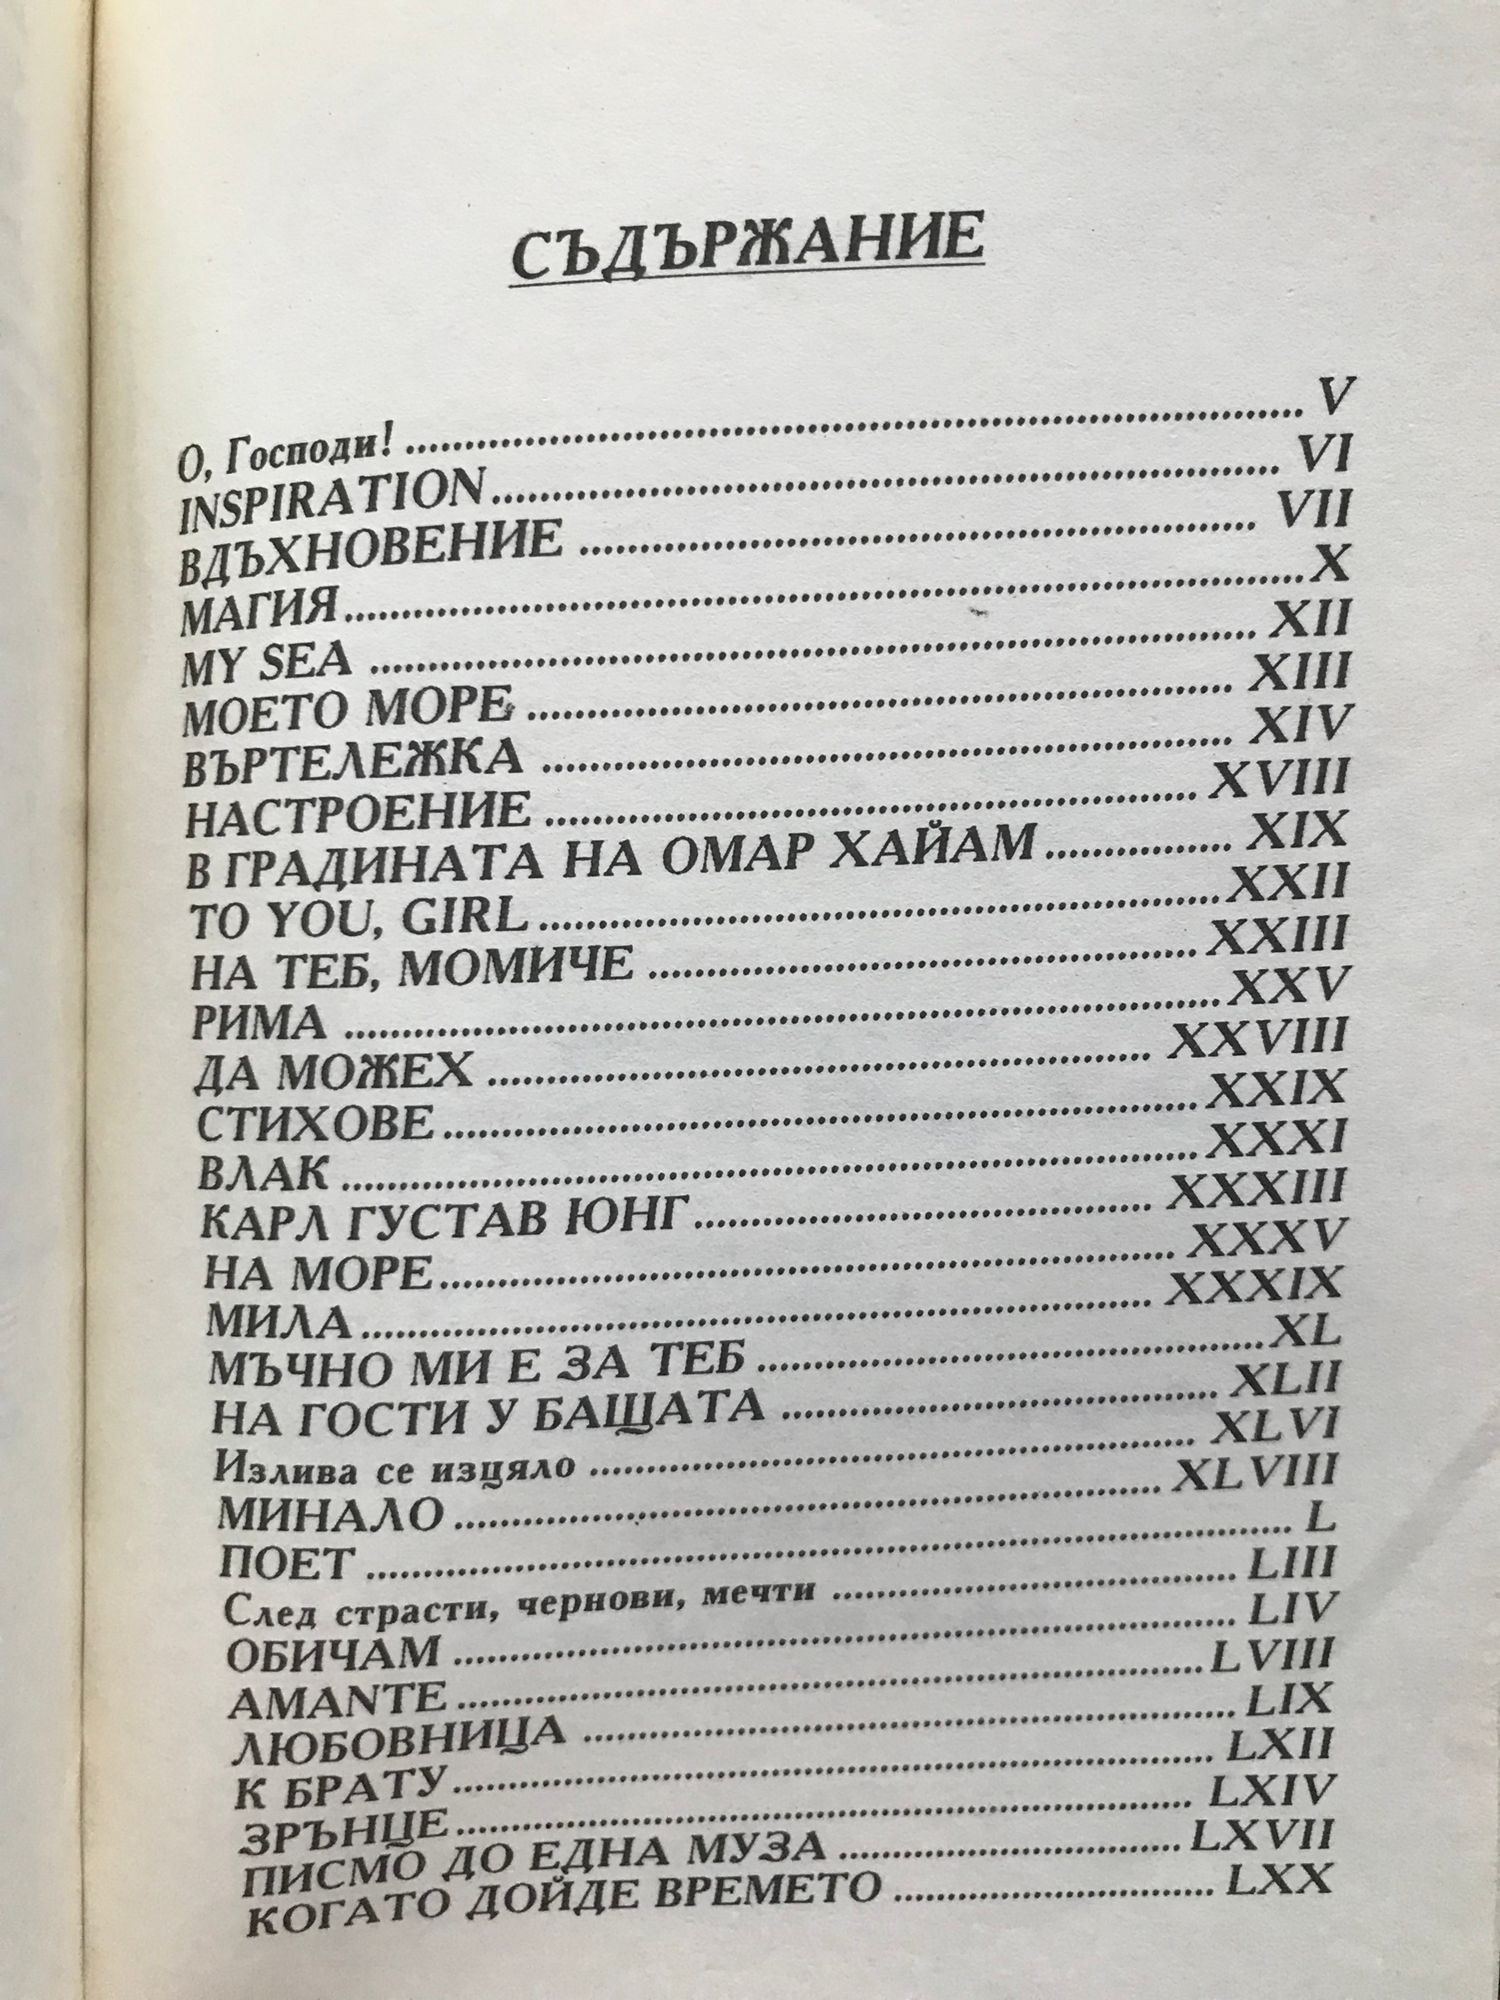 СЪДЪРЖАНИЕ
О, Господи! ........ V
INSPIRATION ........ VI
ВДЪХНОВЕНИЕ ........ VII
МАГИЯ ........ X
MY SEA ........ XII
МОЕТО МОРЕ ........ XIII
ВЪРТЕЛЕЖКА ........ XIV
НАСТРОЕНИЕ ........ XVIII
В ГРАДИНАТА НА ОМАР ХАЙАМ ........ XIX
TO YOU, GIRL ........ XXII
НА ТЕБ, МОМИЧЕ ........ XXIII
РИМА ........ XXV
ДА МОЖЕХ ........ XXVIII
СТИХОВЕ ........ XXIX
ВЛАК ........ XXXI
КАРЛ ГУСТАВ ЮНГ ........ XXXIII
НА МОРЕ ........ XXXV
МИЛА ........ XXXIX
МЪЧНО МИ Е ЗА ТЕБ ........ XL
НА ГОСТИ У БАЩАТА ........ XLII
Излива се изцяло ........ XLVI
МИНАЛО ........ XLVIII
ПОЕТ ........ L
След страсти, чернови, мечти ........ LIII
ОБИЧАМ ........ LIV
AMANTE ........ LVIII
ЛЮБОВНИЦА ........ LIX
К БРАТУ ........ LXII
ЗРЪНЦЕ ........ LXIV
ПИСМО ДО ЕДНА МУЗА ........ LXVII
КОГАТО ДОЙДЕ ВРЕМЕТО ........ LXX